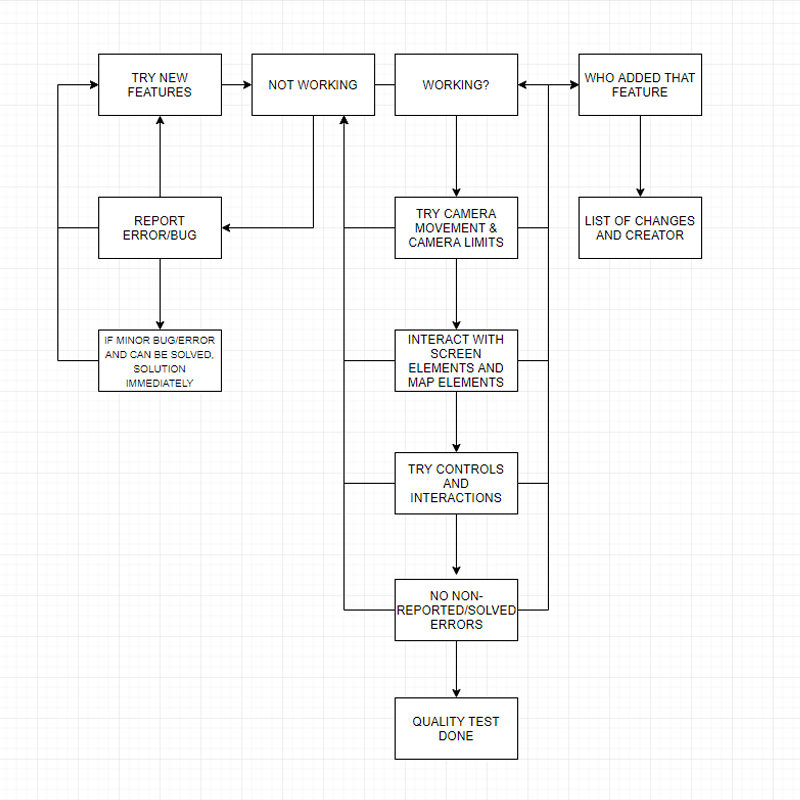 TRY NEW
FEATURES
NOT WORKING
WORKING?
WHO ADDED THAT
FEATURE
REPORT
ERROR/BUG
TRY CAMERA
MOVEMENT &
CAMERA LIMITS
LIST OF CHANGES
AND CREATOR
IF MINOR BUG/ERROR
AND CAN BE SOLVED,
SOLUTION
IMMEDIATELY
INTERACT WITH
SCREEN
ELEMENTS AND
MAP ELEMENTS
TRY CONTROLS
AND
INTERACTIONS
NO NON-
REPORTED/SOLVED
ERRORS
QUALITY TEST
DONE